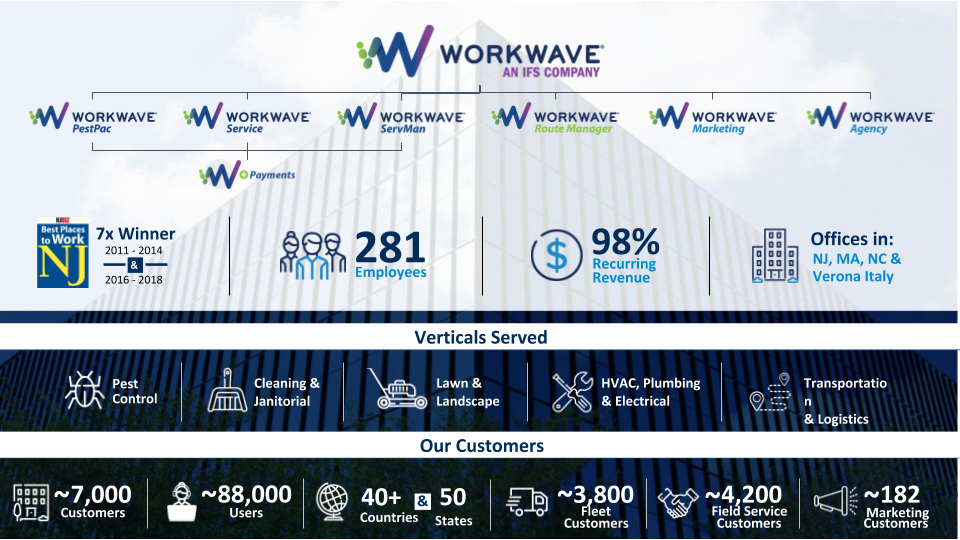 WORKWAVE®
AN IFS COMPANY
WORKWAVE®
PestPac
WORKWAVE®
Service
WORKWAVE®
ServMan
WORKWAVE®
Route Manager
WORKWAVE®
Marketing
WORKWAVE®
Agency
W+ Payments
NJBIZ
Best Places
to Work
NJ
7x Winner
2011 - 2014
&
2016 - 2018
281
Employees
98%
Recurring
Revenue
Offices in:
NJ, MA, NC &
Verona Italy
Verticals Served
Pest
Control
Cleaning &
Janitorial
Lawn &
Landscape
HVAC, Plumbing
& Electrical
Transportatio
n
& Logistics
Our Customers
~7,000
Customers
~88,000
Users
40+ & 50
Countries States
~3,800
Fleet
Customers
~4,200
Field Service
Customers
~182
Marketing
Customers